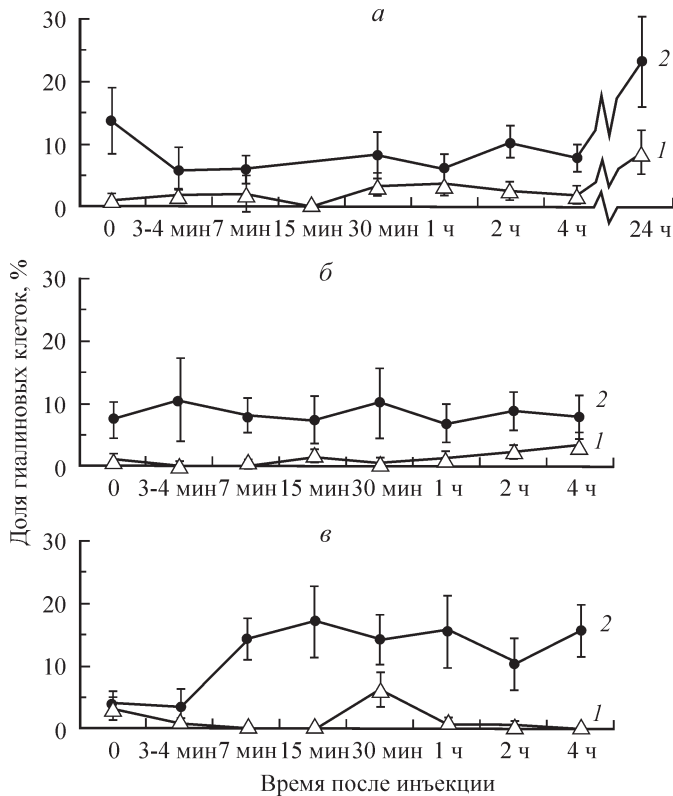 а
30
20
10
0
2
1
0 3-4 мин 7 мин 15 мин 30 мин 1 ч 2 ч 4 ч 24 ч
б
30
20
10
0
2
1
0 3-4 мин 7 мин 15 мин 30 мин 1 ч 2 ч 4 ч
в
30
20
10
0
2
1
0 3-4 мин 7 мин 15 мин 30 мин 1 ч 2 ч 4 ч
Доля гиалиновых клеток, %
Время после инъекции